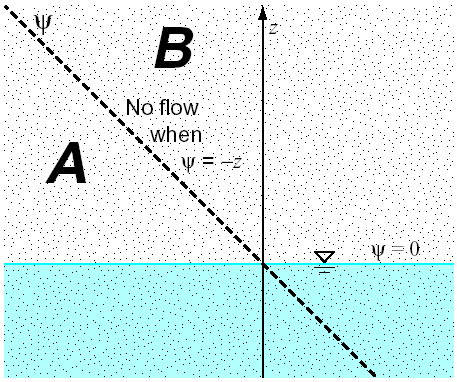 ψ
B
z
No flow
when
ψ = –z
A
ψ = 0